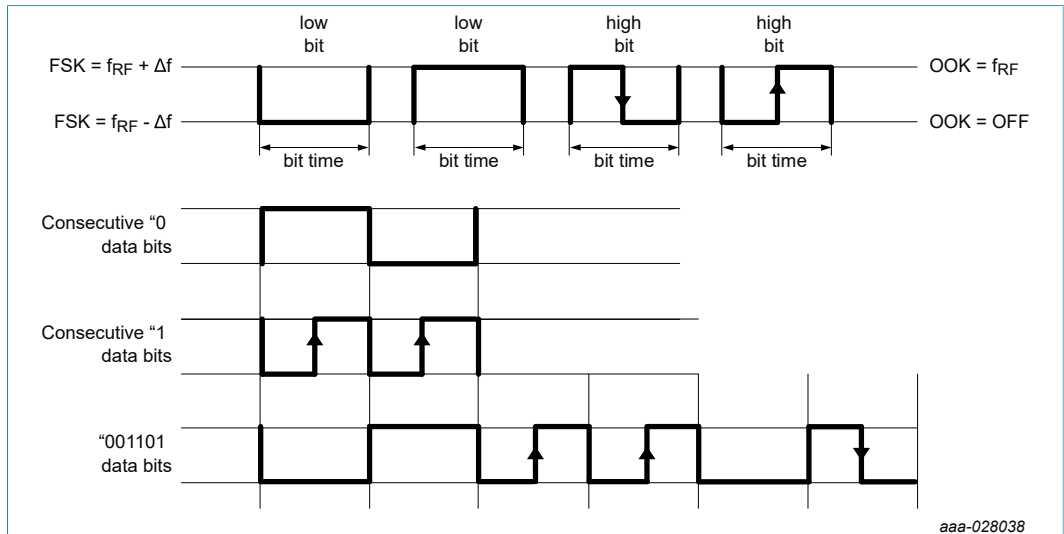 low
bit
low
bit
high
bit
high
bit
FSK = fRF + Δf
OOK = fRF
FSK = fRF - Δf
OOK = OFF
bit time
bit time
bit time
bit time
Consecutive “0
data bits
Consecutive “1
data bits
“001101
data bits
aaa-028038